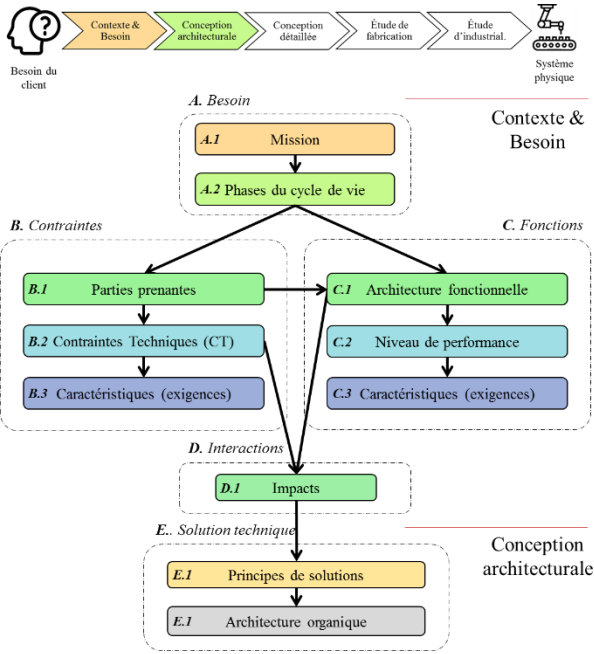 Contexte &
Besoin
Conception
architecturale
Conception
détaillée
Étude de
fabrication
Étude
d'industrial.
Besoin du
client
Système
physique
A. Besoin
Contexte &
Besoin
A.1 Mission
A.2 Phases du cycle de vie
B. Contraintes
C. Fonctions
B.1 Parties prenantes
C.1 Architecture fonctionnelle
B.2 Contraintes Techniques (CT)
C.2 Niveau de performance
B.3 Caractéristiques (exigences)
C.3 Caractéristiques (exigences)
D. Interactions
D.1 Impacts
E.. Solution technique
Conception
architecturale
E.1 Principes de solutions
E.1 Architecture organique